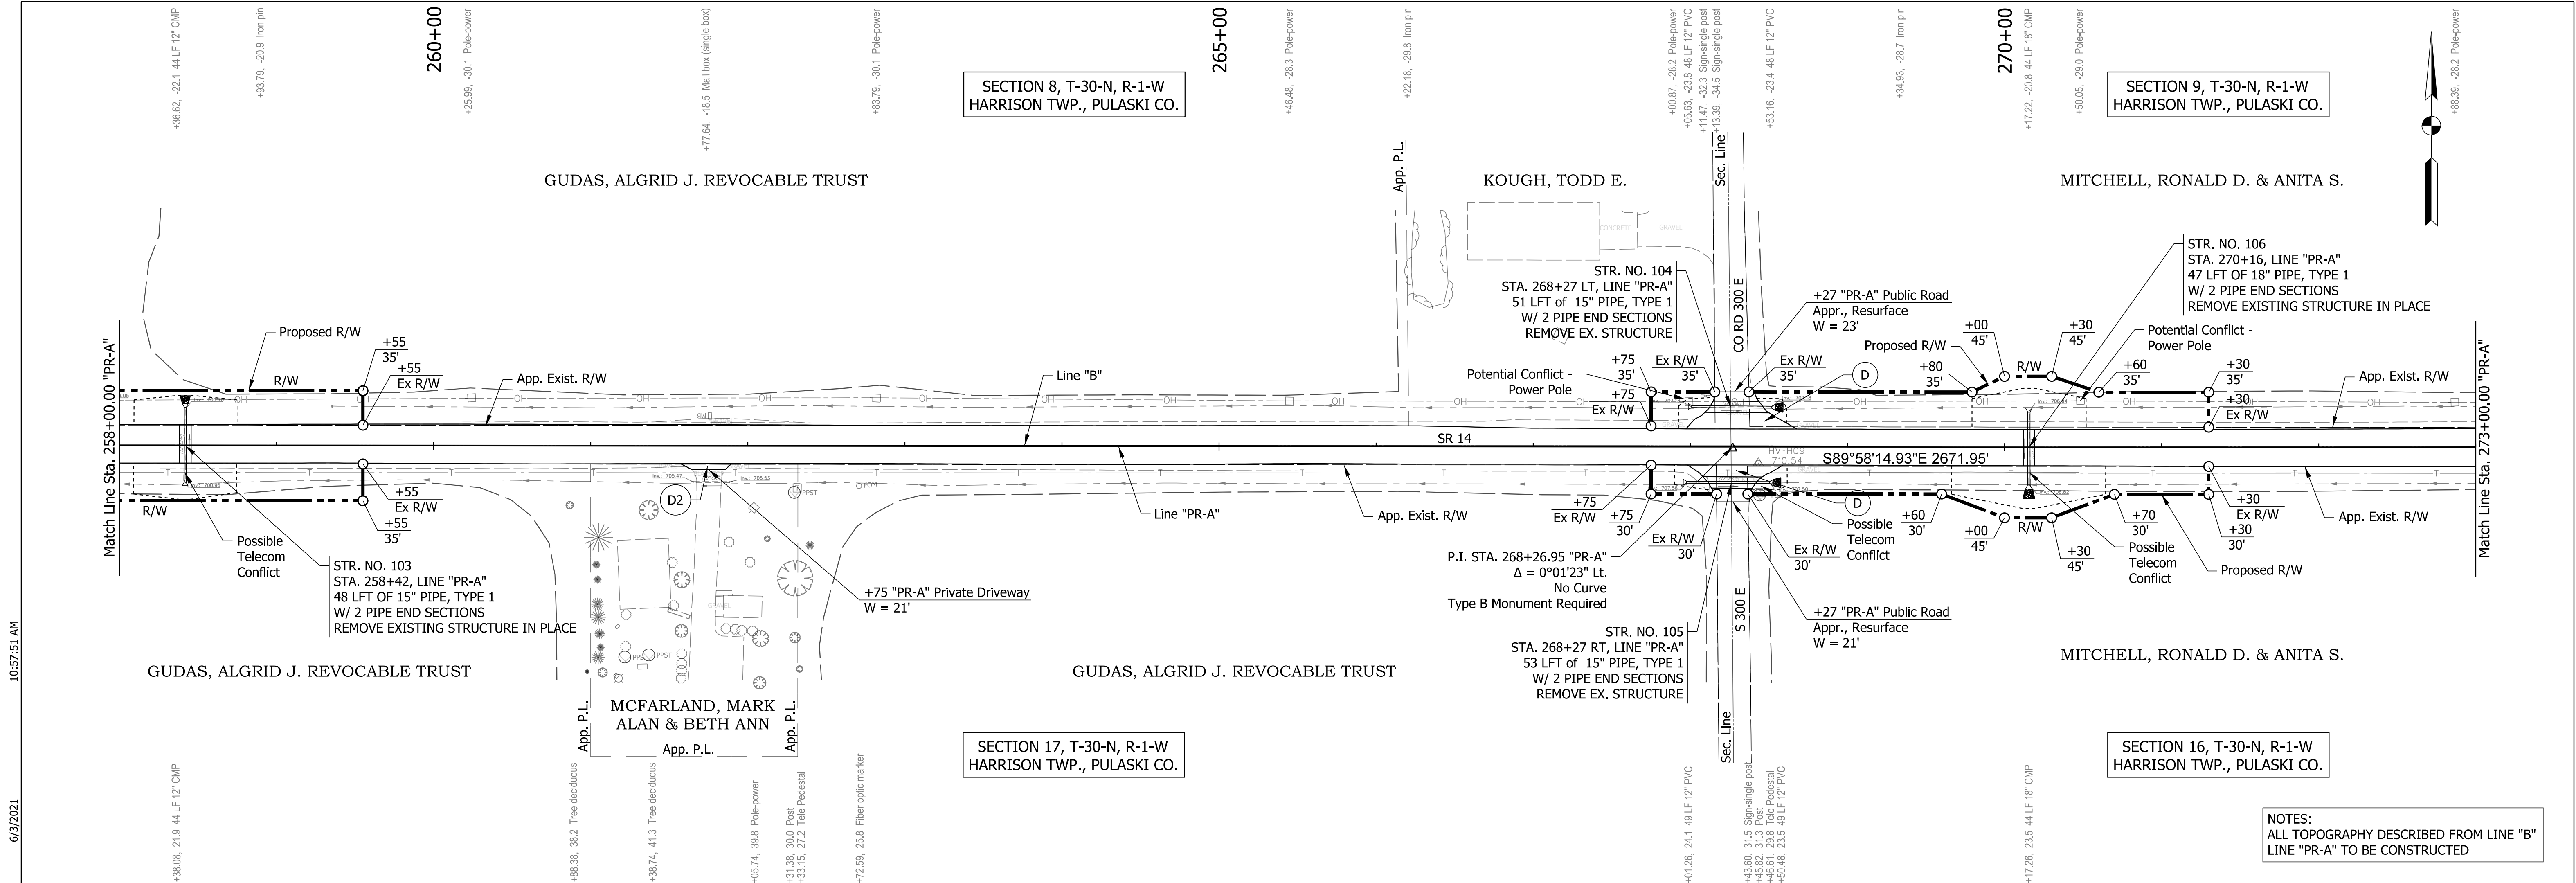 +36.62, -22.1 44 LF 12" CMP
+93.79, -20.9 Iron pin
260+00
+25.99, -30.1 Pole-power
+77.64, -18.5 Mail box (single box)
+83.79, -30.1 Pole-power
265+00
+46.48, -28.3 Pole-power
+22.18, -29.8 Iron pin
+00.87, -28.2 Pole-power
+05.63, -23.8 48 LF 12" PVC
+11.47, -32.3 Sign-single post
+13.39, -34.5 Sign-single post
+53.16, -23.4 48 LF 12" PVC
+34.93, -28.7 Iron pin
270+00
+17.22, -20.8 44 LF 18" CMP
+50.05, -29.0 Pole-power
+88.39, -28.2 Pole-power
SECTION 8, T-30-N, R-1-W
HARRISON TWP., PULASKI CO.
SECTION 9, T-30-N, R-1-W
HARRISON TWP., PULASKI CO.
GUDAS, ALGRID J. REVOCABLE TRUST
App. P.L.
KOUGH, TODD E.
Sec. Line
MITCHELL, RONALD D. & ANITA S.
CONCRETE
GRAVEL
STR. NO. 104
STA. 268+27 LT, LINE "PR-A"
51 LFT of 15" PIPE, TYPE 1
W/ 2 PIPE END SECTIONS
REMOVE EX. STRUCTURE
CO RD 300 E
+27 "PR-A" Public Road
Appr., Resurface
W = 23'
STR. NO. 106
STA. 270+16, LINE "PR-A"
47 LFT OF 18" PIPE, TYPE 1
W/ 2 PIPE END SECTIONS
REMOVE EXISTING STRUCTURE IN PLACE
Match Line Sta. 258+00.00 "PR-A"
Proposed R/W
+55
35'
+55
Ex R/W
R/W
App. Exist. R/W
Line "B"
Potential Conflict -
Power Pole
+75
35'
Ex R/W
35'
+75
Ex R/W
Ex R/W
35'
D
+80
35'
Proposed R/W
+00
45'
R/W
+30
45'
Potential Conflict -
Power Pole
+60
35'
+30
35'
+30
Ex R/W
App. Exist. R/W
Match Line Sta. 273+00.00 "PR-A"
OH
OH
OH
OH
OH
OH
OH
OH
OH
OH
SR 14
HV-H09
710.54
S89°58'14.93"E 2671.95'
T
T
T
T
705.47
705.53
PPST
FOM
D2
R/W
+55
Ex R/W
+55
35'
Possible
Telecom
Conflict
STR. NO. 103
STA. 258+42, LINE "PR-A"
48 LFT OF 15" PIPE, TYPE 1
W/ 2 PIPE END SECTIONS
REMOVE EXISTING STRUCTURE IN PLACE
GRAVEL
PPST
PPST
+75 "PR-A" Private Driveway
W = 21'
Line "PR-A"
App. Exist. R/W
+75
Ex R/W
+75
30'
Ex R/W
30'
P.I. STA. 268+26.95 "PR-A"
Δ = 0°01'23" Lt.
No Curve
Type B Monument Required
STR. NO. 105
STA. 268+27 RT, LINE "PR-A"
53 LFT of 15" PIPE, TYPE 1
W/ 2 PIPE END SECTIONS
REMOVE EX. STRUCTURE
S 300 E
D
Ex R/W
30'
Possible
Telecom
Conflict
+27 "PR-A" Public Road
Appr., Resurface
W = 21'
+60
30'
+00
45'
R/W
+30
45'
+70
30'
Possible
Telecom
Conflict
Proposed R/W
+30
Ex R/W
+30
30'
App. Exist. R/W
GUDAS, ALGRID J. REVOCABLE TRUST
MCFARLAND, MARK
ALAN & BETH ANN
App. P.L.
App. P.L.
App. P.L.
GUDAS, ALGRID J. REVOCABLE TRUST
Sec. Line
MITCHELL, RONALD D. & ANITA S.
SECTION 17, T-30-N, R-1-W
HARRISON TWP., PULASKI CO.
SECTION 16, T-30-N, R-1-W
HARRISON TWP., PULASKI CO.
+38.08, 21.9 44 LF 12" CMP
+88.38, 38.2 Tree deciduous
+38.74, 41.3 Tree deciduous
+05.74, 39.8 Pole-power
+31.38, 30.0 Post
+33.15, 27.2 Tele Pedestal
+72.59, 25.8 Fiber optic marker
+01.26, 24.1 49 LF 12" PVC
+43.60, 31.5 Sign-single post
+45.82, 31.3 Post
+46.61, 29.8 Tele Pedestal
+50.48, 23.5 49 LF 12" PVC
+17.26, 23.5 44 LF 18" CMP
NOTES:
ALL TOPOGRAPHY DESCRIBED FROM LINE "B"
LINE "PR-A" TO BE CONSTRUCTED
10:57:51 AM
6/3/2021